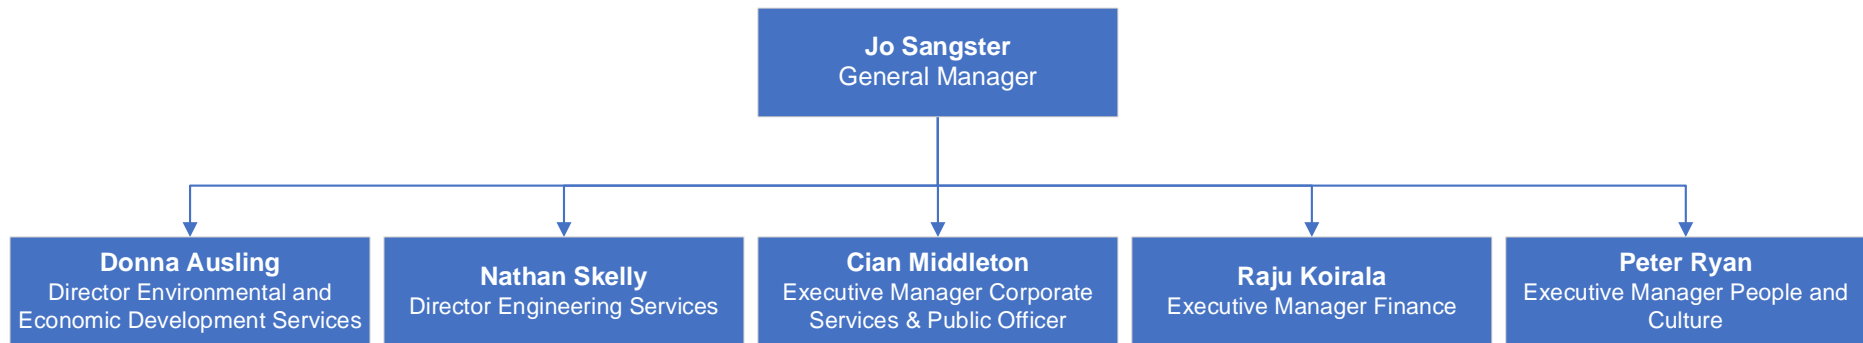 Jo Sangster
General Manager
Donna Ausling
Director Environmental and
Economic Development Services
Nathan Skelly
Director Engineering Services
Cian Middleton
Executive Manager Corporate
Services & Public Officer
Raju Koirala
Executive Manager Finance
Peter Ryan
Executive Manager People and
Culture